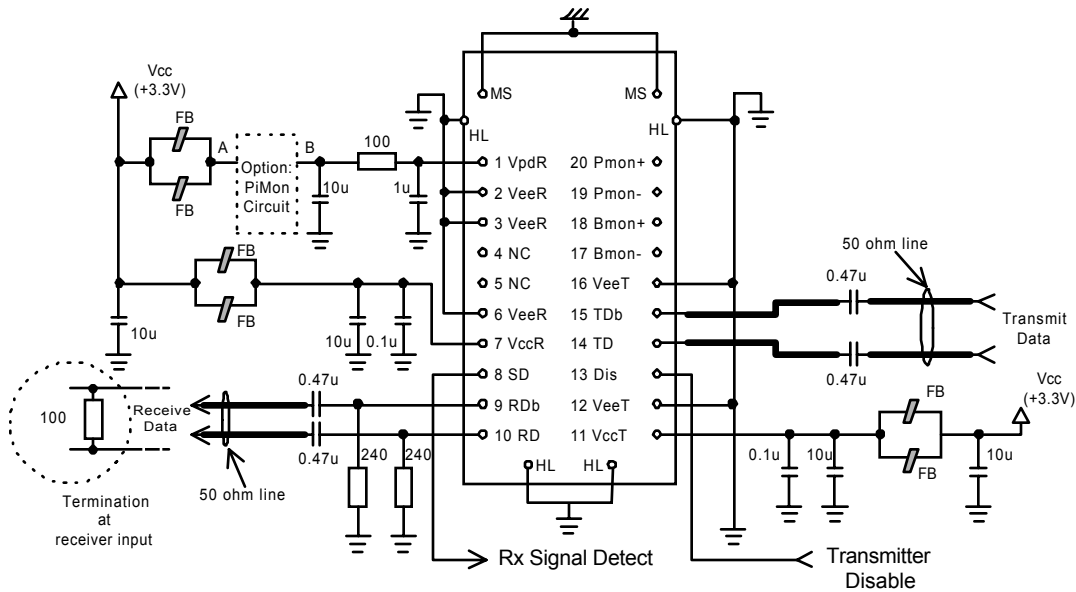 Vcc
(+3.3V)
FB
FB
A
Option:
PiMon
Circuit
B
10u
100
1u
MS
MS
HL
HL
1 VpdR
2 VeeR
3 VeeR
4 NC
5 NC
6 VeeR
7 VccR
8 SD
9 RDb
10 RD
20 Pmon+
19 Pmon-
18 Bmon+
17 Bmon-
16 VeeT
15 TDb
14 TD
13 Dis
12 VeeT
11 VccT
HL
HL
FB
FB
10u
10u
0.1u
0.47u
0.47u
100
Receive
Data
50 ohm line
240
240
Termination
at
receiver input
Rx Signal Detect
50 ohm line
0.47u
0.47u
Transmit
Data
Vcc
(+3.3V)
FB
FB
0.1u
10u
10u
Transmitter
Disable